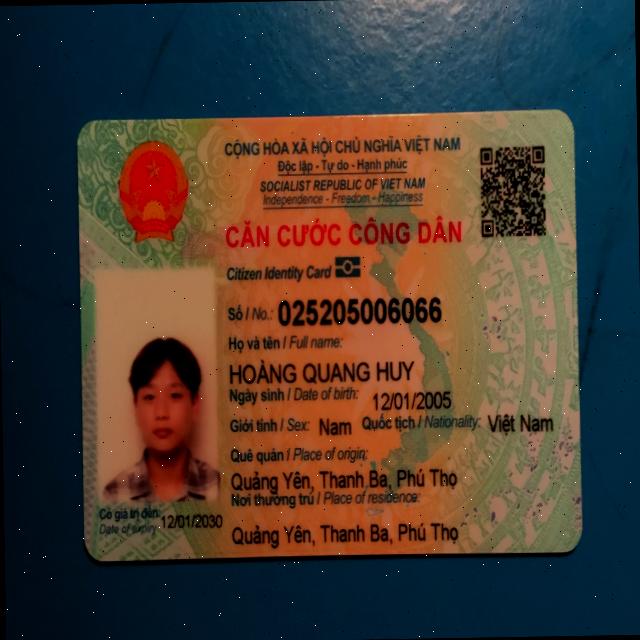 CỘNG HÒA XÃ HỘI CHỦ NGHĨA VIỆT NAM
Độc lập - Tự do - Hạnh phúc
SOCIALIST REPUBLIC OF VIET NAM
Independence - Freedom - Happiness
CĂN CƯỚC CÔNG DÂN
Citizen Identity Card
Số / No.: 025205006066
Họ và tên / Full name:
HOÀNG QUANG HUY
Ngày sinh / Date of birth: 12/01/2005
Giới tính / Sex: Nam Quốc tịch / Nationality: Việt Nam
Quê quán / Place of origin:
Quảng Yên, Thanh Ba, Phú Thọ
Nơi thường trú / Place of residence:
Quảng Yên, Thanh Ba, Phú Thọ
Có giá trị đến: 12/01/2030
Date of expiry